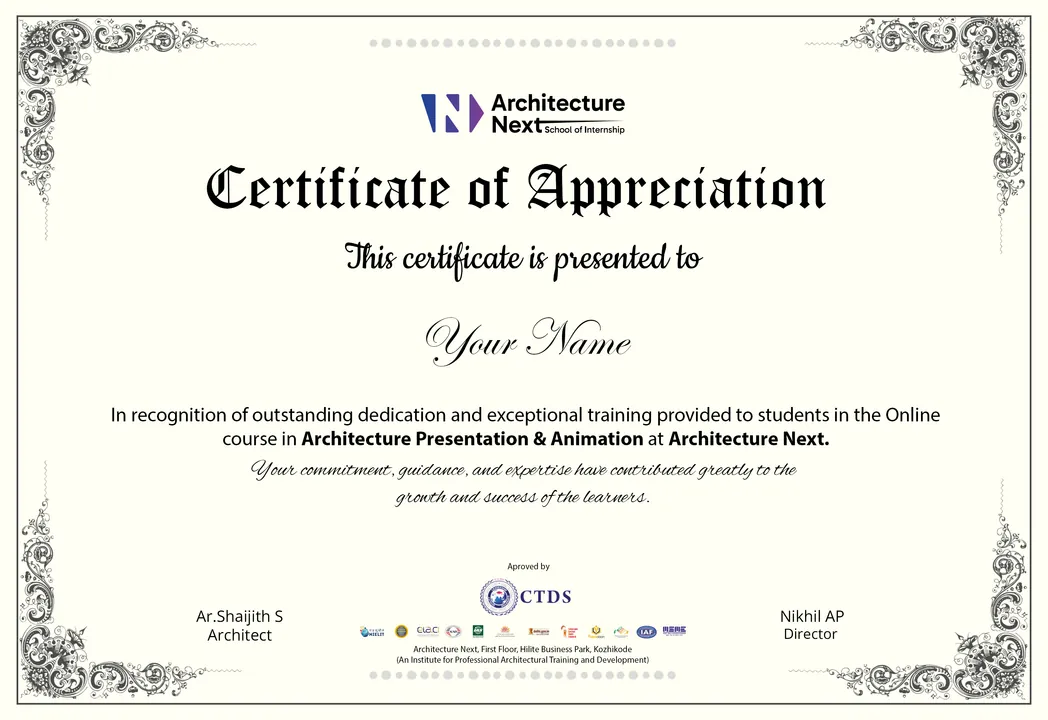 Architecture
Next School of Internship
Certificate of Appreciation
This certificate is presented to
Your Name
In recognition of outstanding dedication and exceptional training provided to students in the Online
course in Architecture Presentation & Animation at Architecture Next.
Your commitment, guidance, and expertise have contributed greatly to the
growth and success of the learners.
Aproved by
CTDS
Ar.Shaijith S
Architect
Nikhil AP
Director
NIELIT
IAF
Architecture Next, First Floor, Hilite Business Park, Kozhikode
(An Institute for Professional Architectural Training and Development)